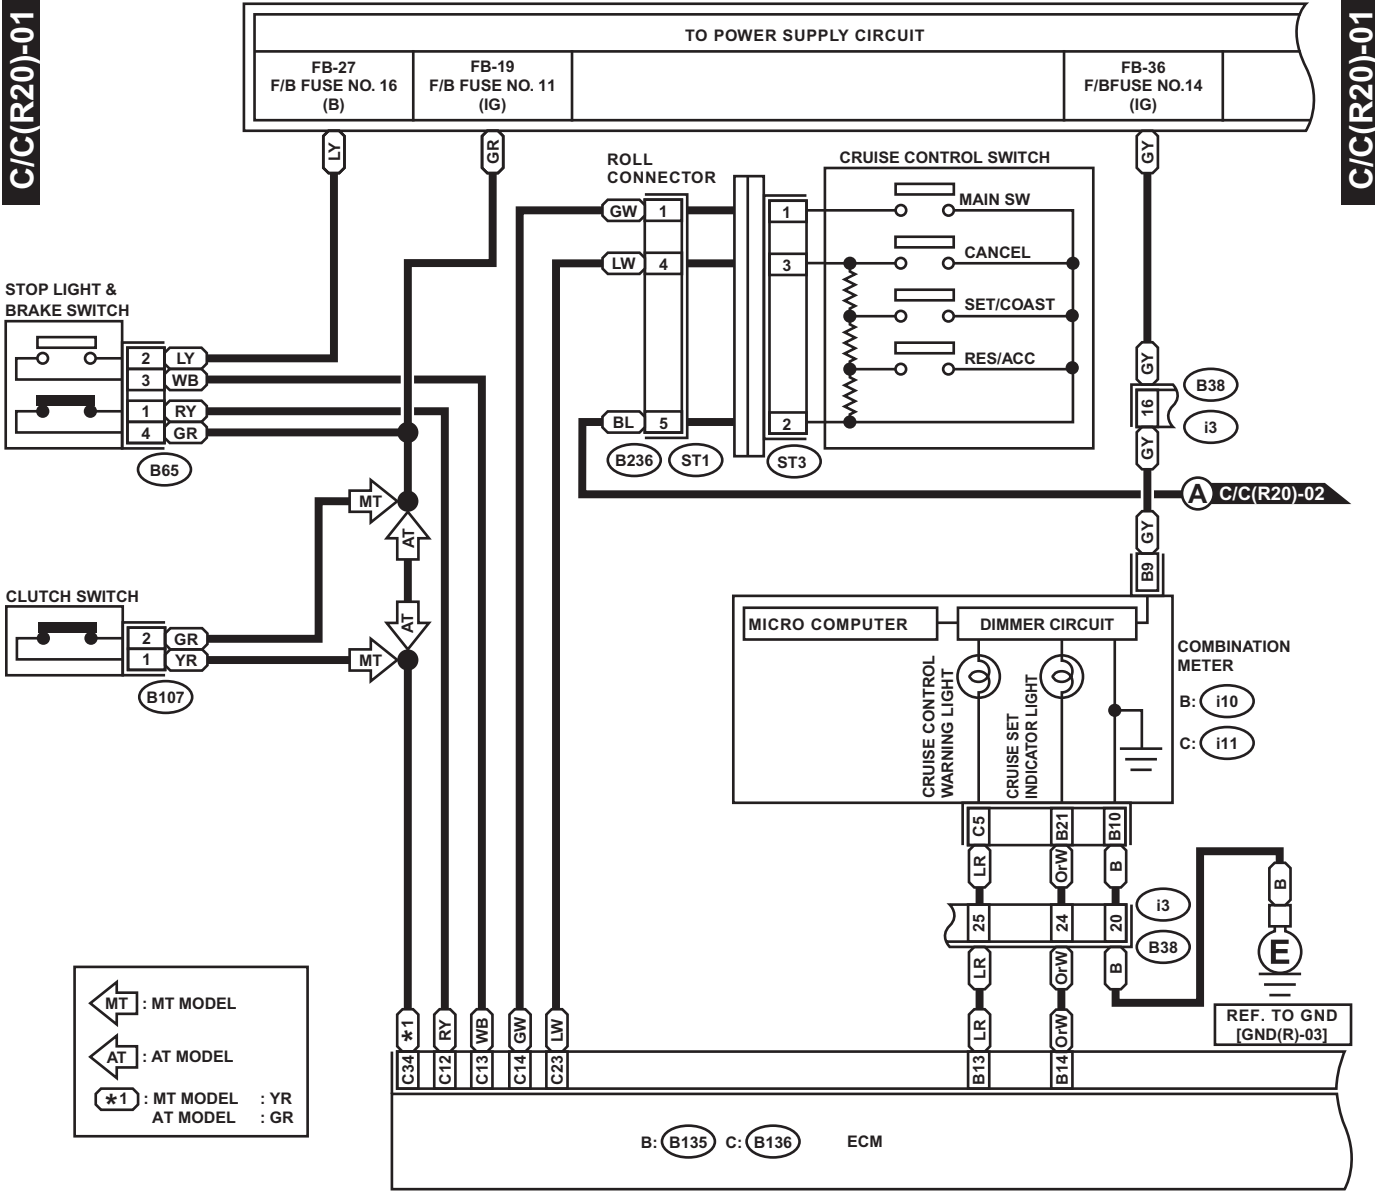 C/C(R20)-01
C/C(R20)-01
TO POWER SUPPLY CIRCUIT
FB-27
F/B FUSE NO. 16
(B)
FB-19
F/B FUSE NO. 11
(IG)
FB-36
F/BFUSE NO.14
(IG)
LY
GR
GY
ROLL
CONNECTOR
CRUISE CONTROL SWITCH
GW 1
1
MAIN SW
LW 4
3
CANCEL
SET/COAST
RES/ACC
BL 5
2
B236
ST1
ST3
STOP LIGHT &
BRAKE SWITCH
2 LY
3 WB
1 RY
4 GR
B65
GY
16
GY
B38
i3
A C/C(R20)-02
GY
B9
MT
AT
AT
MT
CLUTCH SWITCH
2 GR
1 YR
B107
MICRO COMPUTER
DIMMER CIRCUIT
CRUISE CONTROL
WARNING LIGHT
CRUISE SET
INDICATOR LIGHT
COMBINATION
METER
B: i10
C: i11
C5
B21
B10
LR
OrW
B
25
24
20
i3
B38
LR
OrW
B
B
E
REF. TO GND
[GND(R)-03]
MT : MT MODEL
AT : AT MODEL
*1 : MT MODEL : YR
AT MODEL : GR
*1
RY
WB
GW
LW
LR
OrW
C34
C12
C13
C14
C23
B13
B14
B: B135 C: B136 ECM